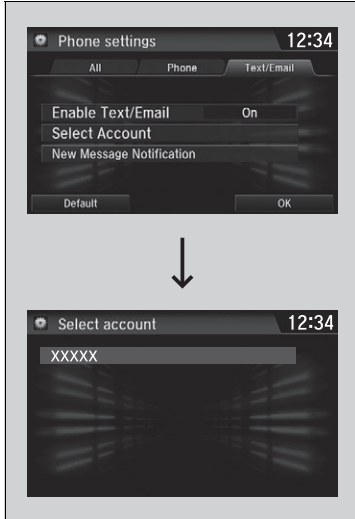 Phone settings 12:34
All Phone Text/Email
Enable Text/Email On
Select Account
New Message Notification
Default OK
Select account 12:34
XXXXX